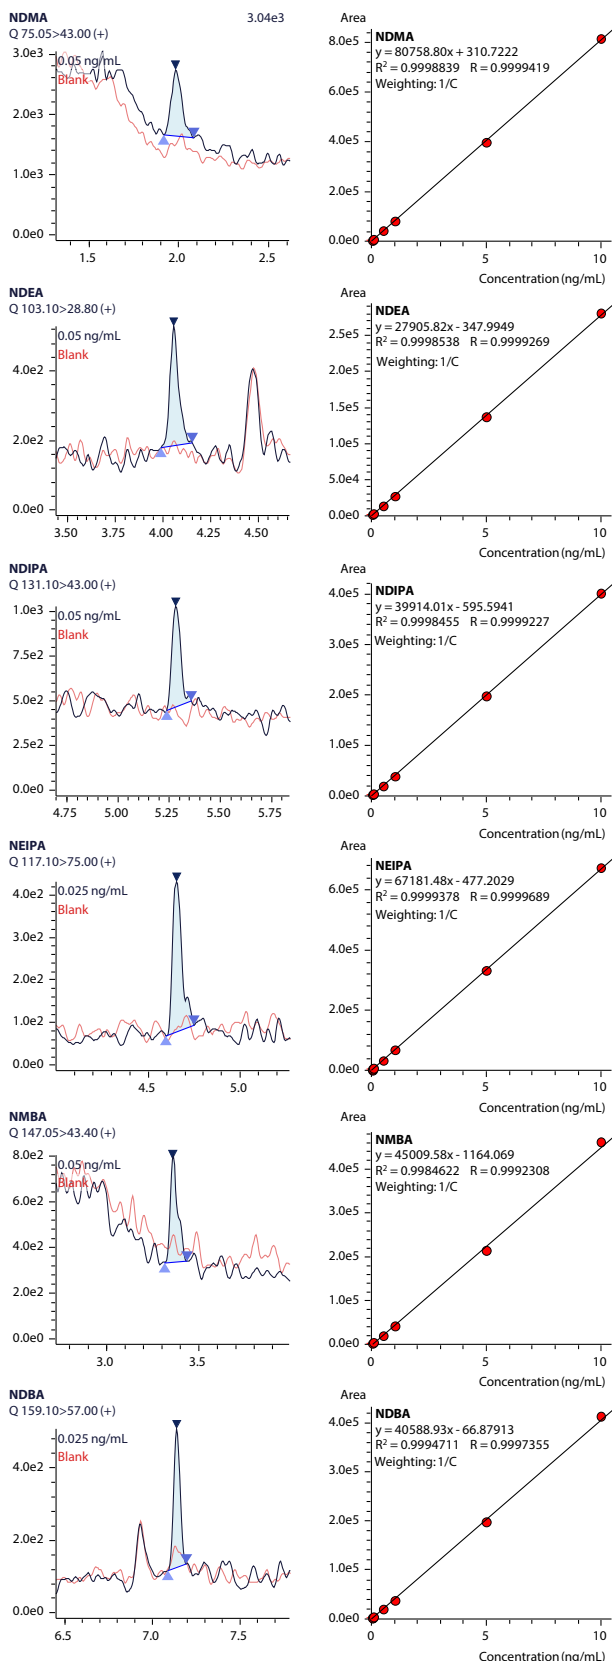 NDMA 3.04e3
Q 75.05>43.00 (+)
3.0e3
0.05 ng/mL
Blank
2.0e3
1.0e3
0.0e0
1.5 2.0 2.5
Area
NDMA
8.0e5
y = 80758.80x + 310.7222
R² = 0.9998839 R = 0.9999419
Weighting: 1/C
6.0e5
4.0e5
2.0e5
0.0e0
0 5 10
Concentration (ng/mL)
NDEA
Q 103.10>28.80 (+)
0.05 ng/mL
Blank
4.0e2
2.0e2
0.0e0
3.50 4.00 4.50
Area
NDEA
y = 27905.82x - 347.9949
2.5e5
R² = 0.9998538 R = 0.9999269
Weighting: 1/C
2.0e5
1.5e5
1.0e5
5.0e4
0.0e0
0 5 10
Concentration (ng/mL)
NDIPA
Q 131.10>43.00 (+)
1.0e3
0.05 ng/mL
Blank
7.5e2
5.0e2
2.5e2
0.0e0
4.75 5.00 5.25 5.50 5.75
Area
4.0e5
NDIPA
y = 39914.01x - 595.5941
R² = 0.9998455 R = 0.9999227
Weighting: 1/C
3.0e5
2.0e5
1.0e5
0.0e0
0 5 10
Concentration (ng/mL)
NEIPA
Q 117.10>75.00 (+)
4.0e2
0.025 ng/mL
Blank
3.0e2
2.0e2
1.0e2
0.0e0
4.5 5.0
Area
NEIPA
y = 67181.48x - 477.2029
6.0e5
R² = 0.9999378 R = 0.9999689
Weighting: 1/C
4.0e5
2.0e5
0.0e0
0 5 10
Concentration (ng/mL)
NMBA
Q 147.05>43.40 (+)
8.0e2
0.05 ng/mL
Blank
6.0e2
4.0e2
2.0e2
0.0e0
3.0 3.5
Area
NMBA
y = 45009.58x - 1164.069
4.0e5
R² = 0.9984622 R = 0.9992308
Weighting: 1/C
3.0e5
2.0e5
1.0e5
0.0e0
0 5 10
Concentration (ng/mL)
NDBA
Q 159.10>57.00 (+)
0.025 ng/mL
Blank
4.0e2
2.0e2
0.0e0
6.5 7.0 7.5
Area
NDBA
4.0e5
y = 40588.93x - 66.87913
R² = 0.9994711 R = 0.9997355
Weighting: 1/C
3.0e5
2.0e5
1.0e5
0.0e0
0 5 10
Concentration (ng/mL)